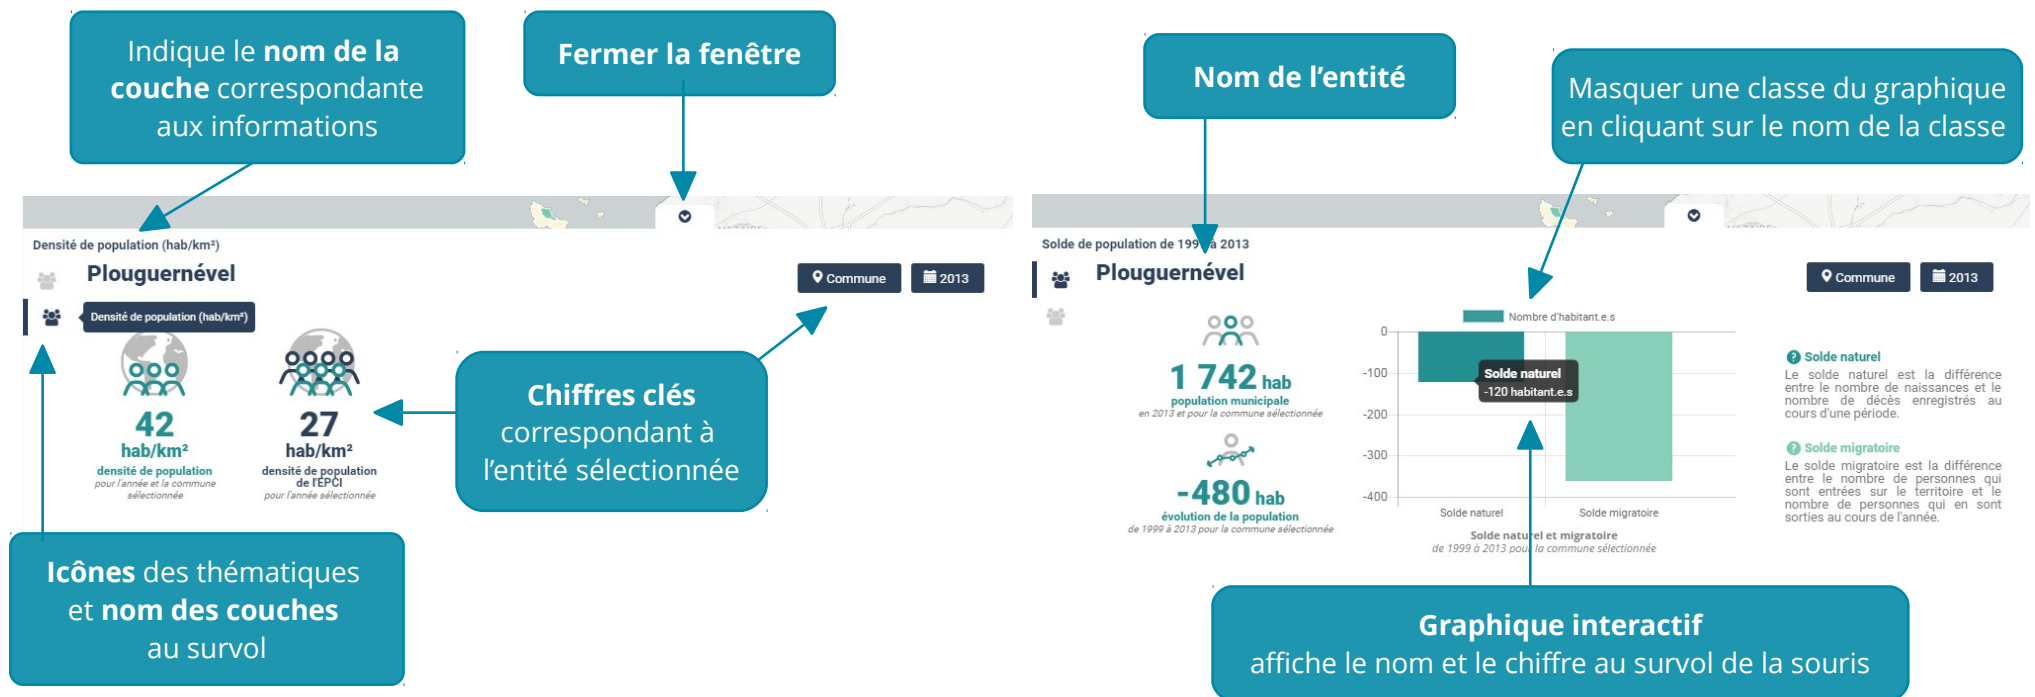 Indique le nom de la
couche correspondante
aux informations
Fermer la fenêtre
Nom de l'entité
Masquer une classe du graphique
en cliquant sur le nom de la classe
Densité de population (hab/km²)
Plouguernével
Commune
2013
Densité de population (hab/km²)
42
hab/km²
densité de population
pour l'année et la commune
sélectionnée
27
hab/km²
densité de population
de l'EPCI
pour l'année sélectionnée
Chiffres clés
correspondant à
l'entité sélectionnée
Icônes des thématiques
et nom des couches
au survol
Solde de population de 1999 à 2013
Plouguernével
Commune
2013
1 742 hab
population municipale
en 2013 et pour la commune sélectionnée
-480 hab
évolution de la population
de 1999 à 2013 pour la commune sélectionnée
Nombre d'habitant.e.s
0
-100
-200
-300
-400
Solde naturel
-120 habitant.e.s
Solde naturel
Solde migratoire
Solde naturel et migratoire
de 1999 à 2013 pour la commune sélectionnée
? Solde naturel
Le solde naturel est la différence
entre le nombre de naissances et le
nombre de décès enregistrés au
cours d'une période.
? Solde migratoire
Le solde migratoire est la différence
entre le nombre de personnes qui
sont entrées sur le territoire et le
nombre de personnes qui en sont
sorties au cours de l'année.
Graphique interactif
affiche le nom et le chiffre au survol de la souris